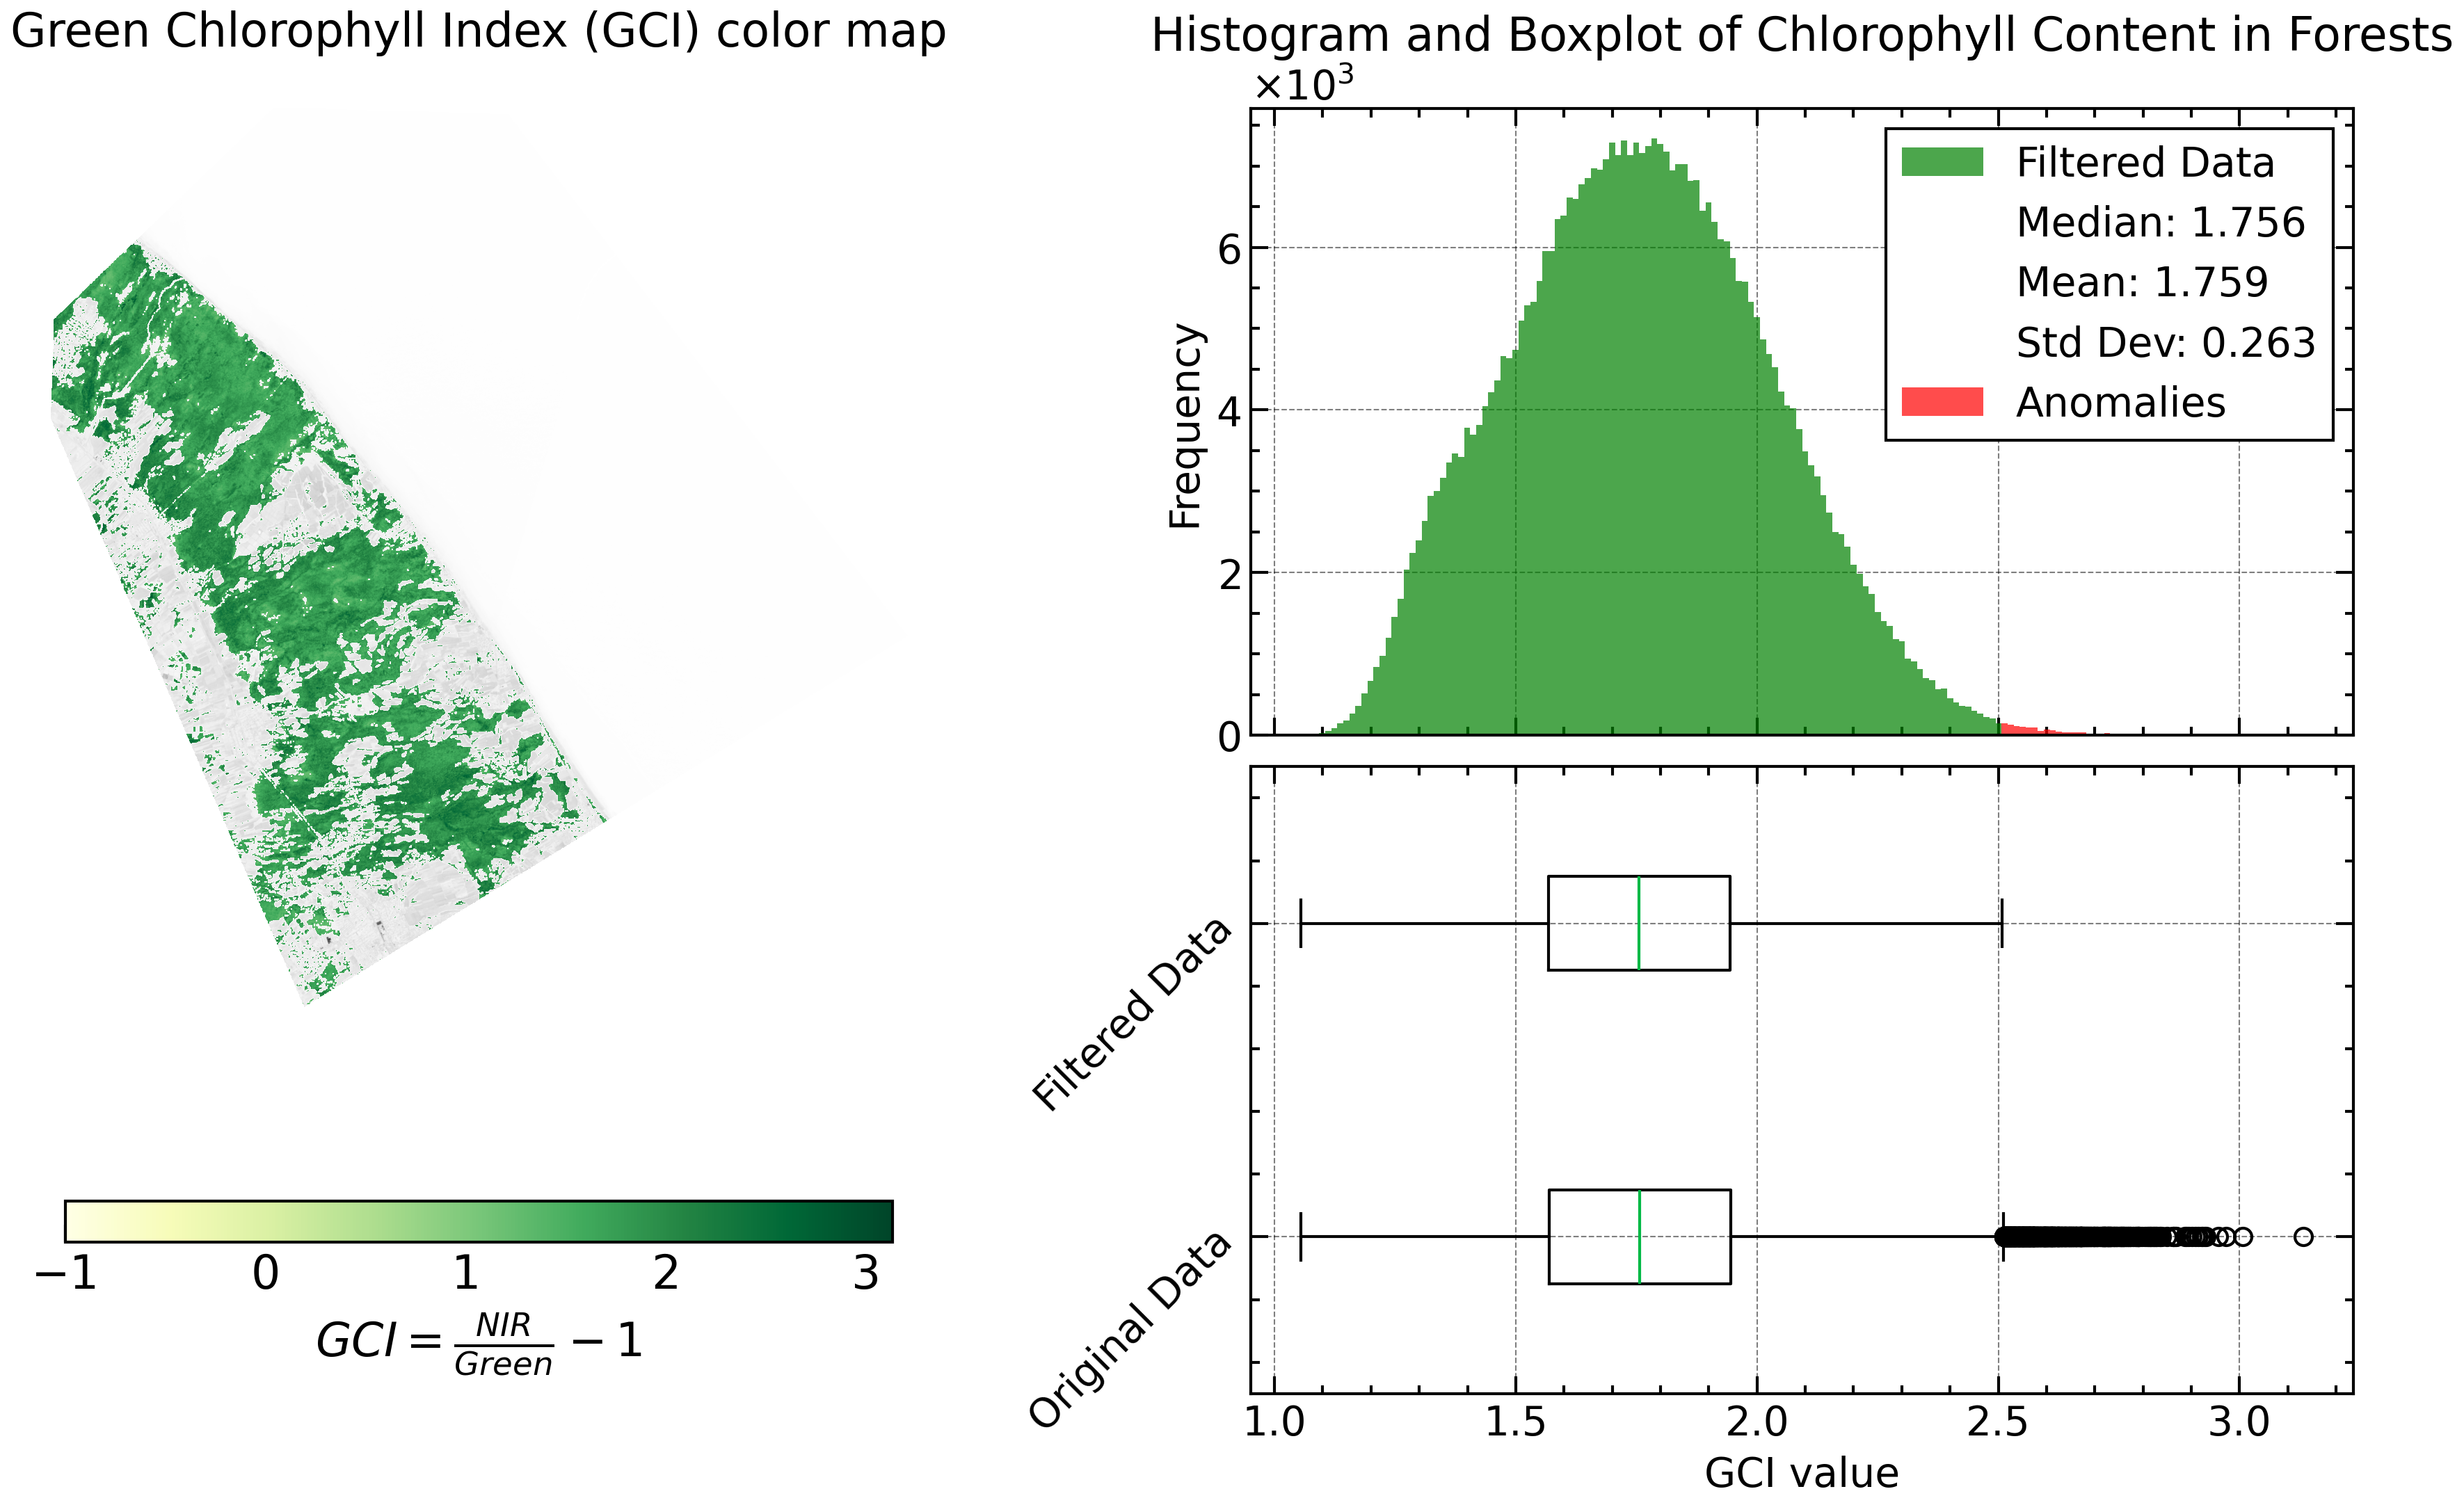 Green Chlorophyll Index (GCI) color map
−1 0 1 2 3
GCI = NIR/Green − 1
Histogram and Boxplot of Chlorophyll Content in Forests
×10³
Frequency
6
4
2
0
Filtered Data
Median: 1.756
Mean: 1.759
Std Dev: 0.263
Anomalies
Filtered Data
Original Data
1.0 1.5 2.0 2.5 3.0
GCI value